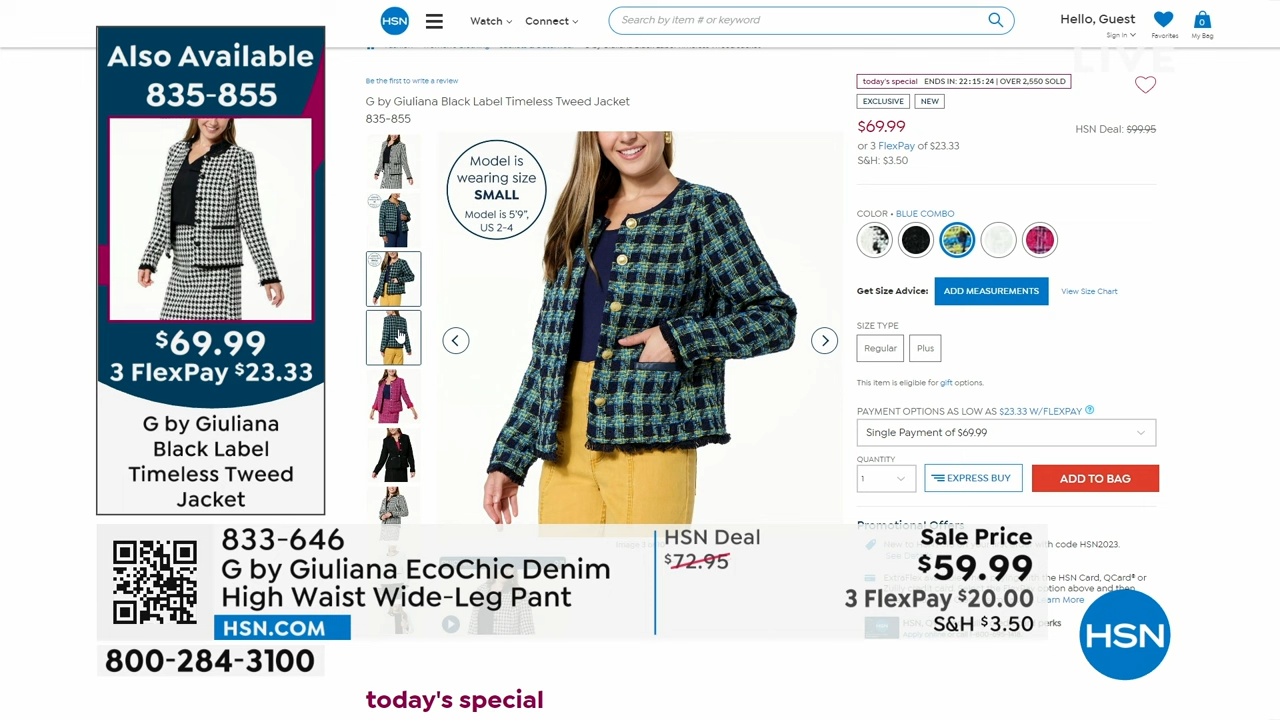 HSN
Watch
Connect
Search by item # or keyword
Hello, Guest
Sign In
Favorites
0
My Bag
LIVE
Also Available
835-855
$69.99
3 FlexPay $23.33
G by Giuliana
Black Label
Timeless Tweed
Jacket
Be the first to write a review
G by Giuliana Black Label Timeless Tweed Jacket
835-855
Model is
wearing size
SMALL
Model is 5'9",
US 2-4
today's special ENDS IN: 22:15:24 | OVER 2,550 SOLD
EXCLUSIVE
NEW
$69.99
HSN Deal: $99.95
or 3 FlexPay of $23.33
S&H: $3.50
COLOR • BLUE COMBO
Get Size Advice:
ADD MEASUREMENTS
View Size Chart
SIZE TYPE
Regular
Plus
This item is eligible for gift options.
PAYMENT OPTIONS AS LOW AS $23.33 W/FLEXPAY
Single Payment of $69.99
QUANTITY
1
EXPRESS BUY
ADD TO BAG
Promotional Offers
with code HSN2023.
833-646
G by Giuliana EcoChic Denim
High Waist Wide-Leg Pant
HSN.COM
HSN Deal
$72.95
Sale Price
$59.99
3 FlexPay $20.00
S&H $3.50
800-284-3100
HSN
today's special